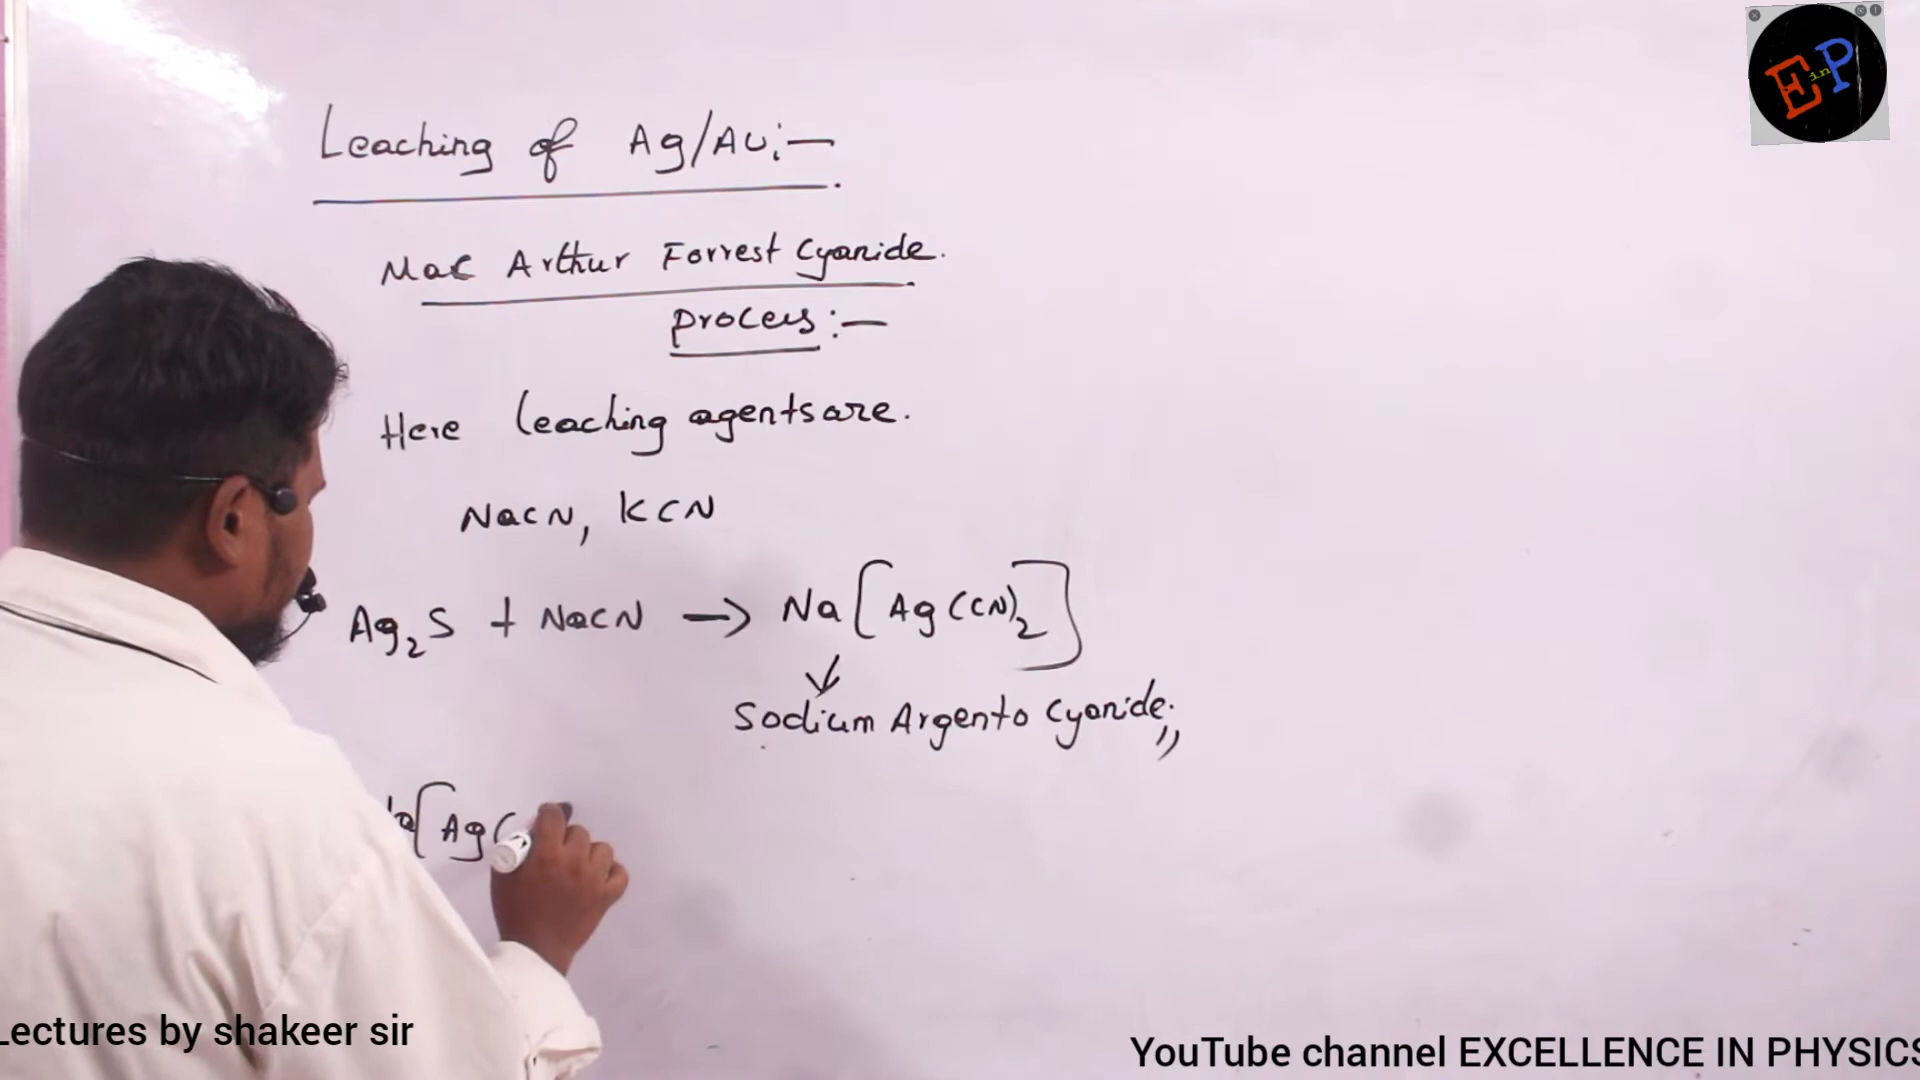 E in P
Leaching of Ag/Au:—
Mac Arthur Forrest Cyanide.
process:—
Here leaching agents are.
NaCN, KCN
Ag₂S + NaCN → Na[Ag(CN)₂]
↓
Sodium Argento Cyanide,,
[Ag(
Lectures by shakeer sir
YouTube channel EXCELLENCE IN PHYSICS